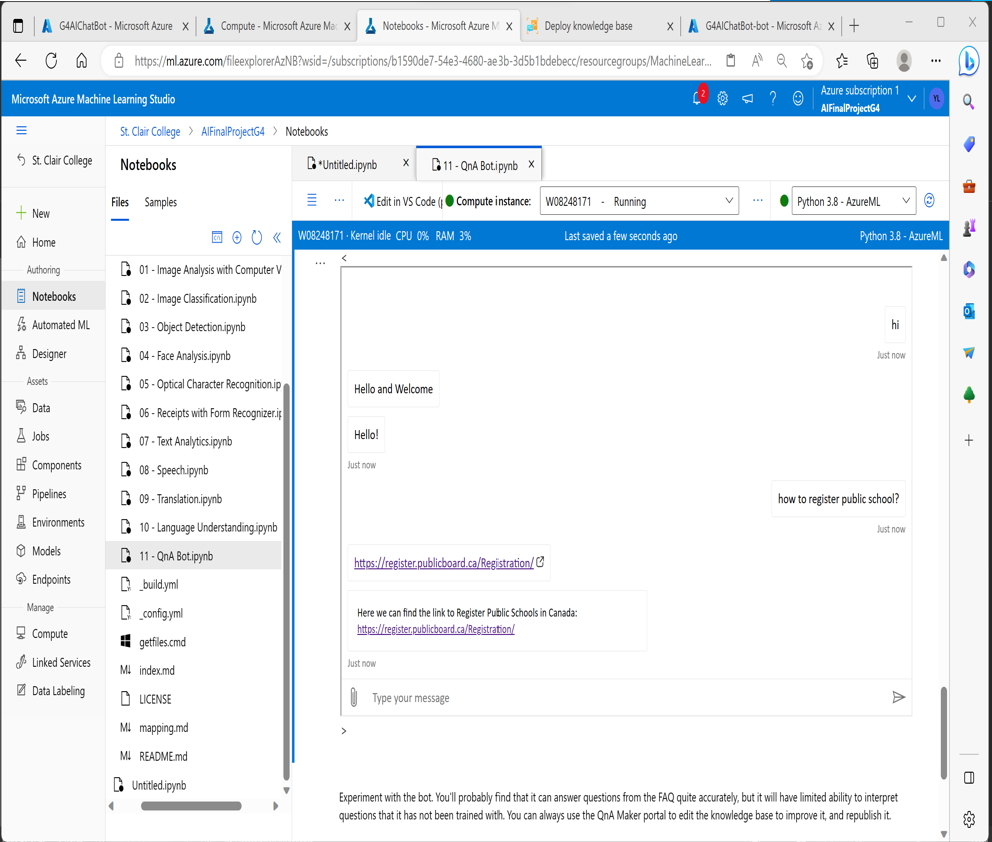 G4AIChatBot - Microsoft Azure
Compute - Microsoft Azure Ma
Notebooks - Microsoft Azure M
Deploy knowledge base
G4AIChatBot-bot - Microsoft Az
https://ml.azure.com/fileexplorerAzNB?wsid=/subscriptions/b1590de7-54e3-4680-ae3b-3d5b1bdebecc/resourcegroups/MachineLear...
Microsoft Azure Machine Learning Studio
2
Azure subscription 1
AIFinalProjectG4
YL
St. Clair College > AIFinalProjectG4 > Notebooks
St. Clair College
New
Home
Authoring
Notebooks
Automated ML
Designer
Assets
Data
Jobs
Components
Pipelines
Environments
Models
Endpoints
Manage
Compute
Linked Services
Data Labeling
Notebooks
Files Samples
01 - Image Analysis with Computer V
02 - Image Classification.ipynb
03 - Object Detection.ipynb
04 - Face Analysis.ipynb
05 - Optical Character Recognition.ip
06 - Receipts with Form Recognizer.ip
07 - Text Analytics.ipynb
08 - Speech.ipynb
09 - Translation.ipynb
10 - Language Understanding.ipynb
11 - QnA Bot.ipynb
_build.yml
_config.yml
getfiles.cmd
index.md
LICENSE
mapping.md
README.md
Untitled.ipynb
*Untitled.ipynb
11 - QnA Bot.ipynb
Edit in VS Code (
Compute instance:
W08248171 - Running
Python 3.8 - AzureML
W08248171 · Kernel idle CPU 0% RAM 3%
Last saved a few seconds ago
Python 3.8 - AzureML
hi
Just now
Hello and Welcome
Hello!
Just now
how to register public school?
Just now
https://register.publicboard.ca/Registration/
Here we can find the link to Register Public Schools in Canada:
https://register.publicboard.ca/Registration/
Just now
Type your message
Experiment with the bot. You'll probably find that it can answer questions from the FAQ quite accurately, but it will have limited ability to interpret
questions that it has not been trained with. You can always use the QnA Maker portal to edit the knowledge base to improve it, and republish it.